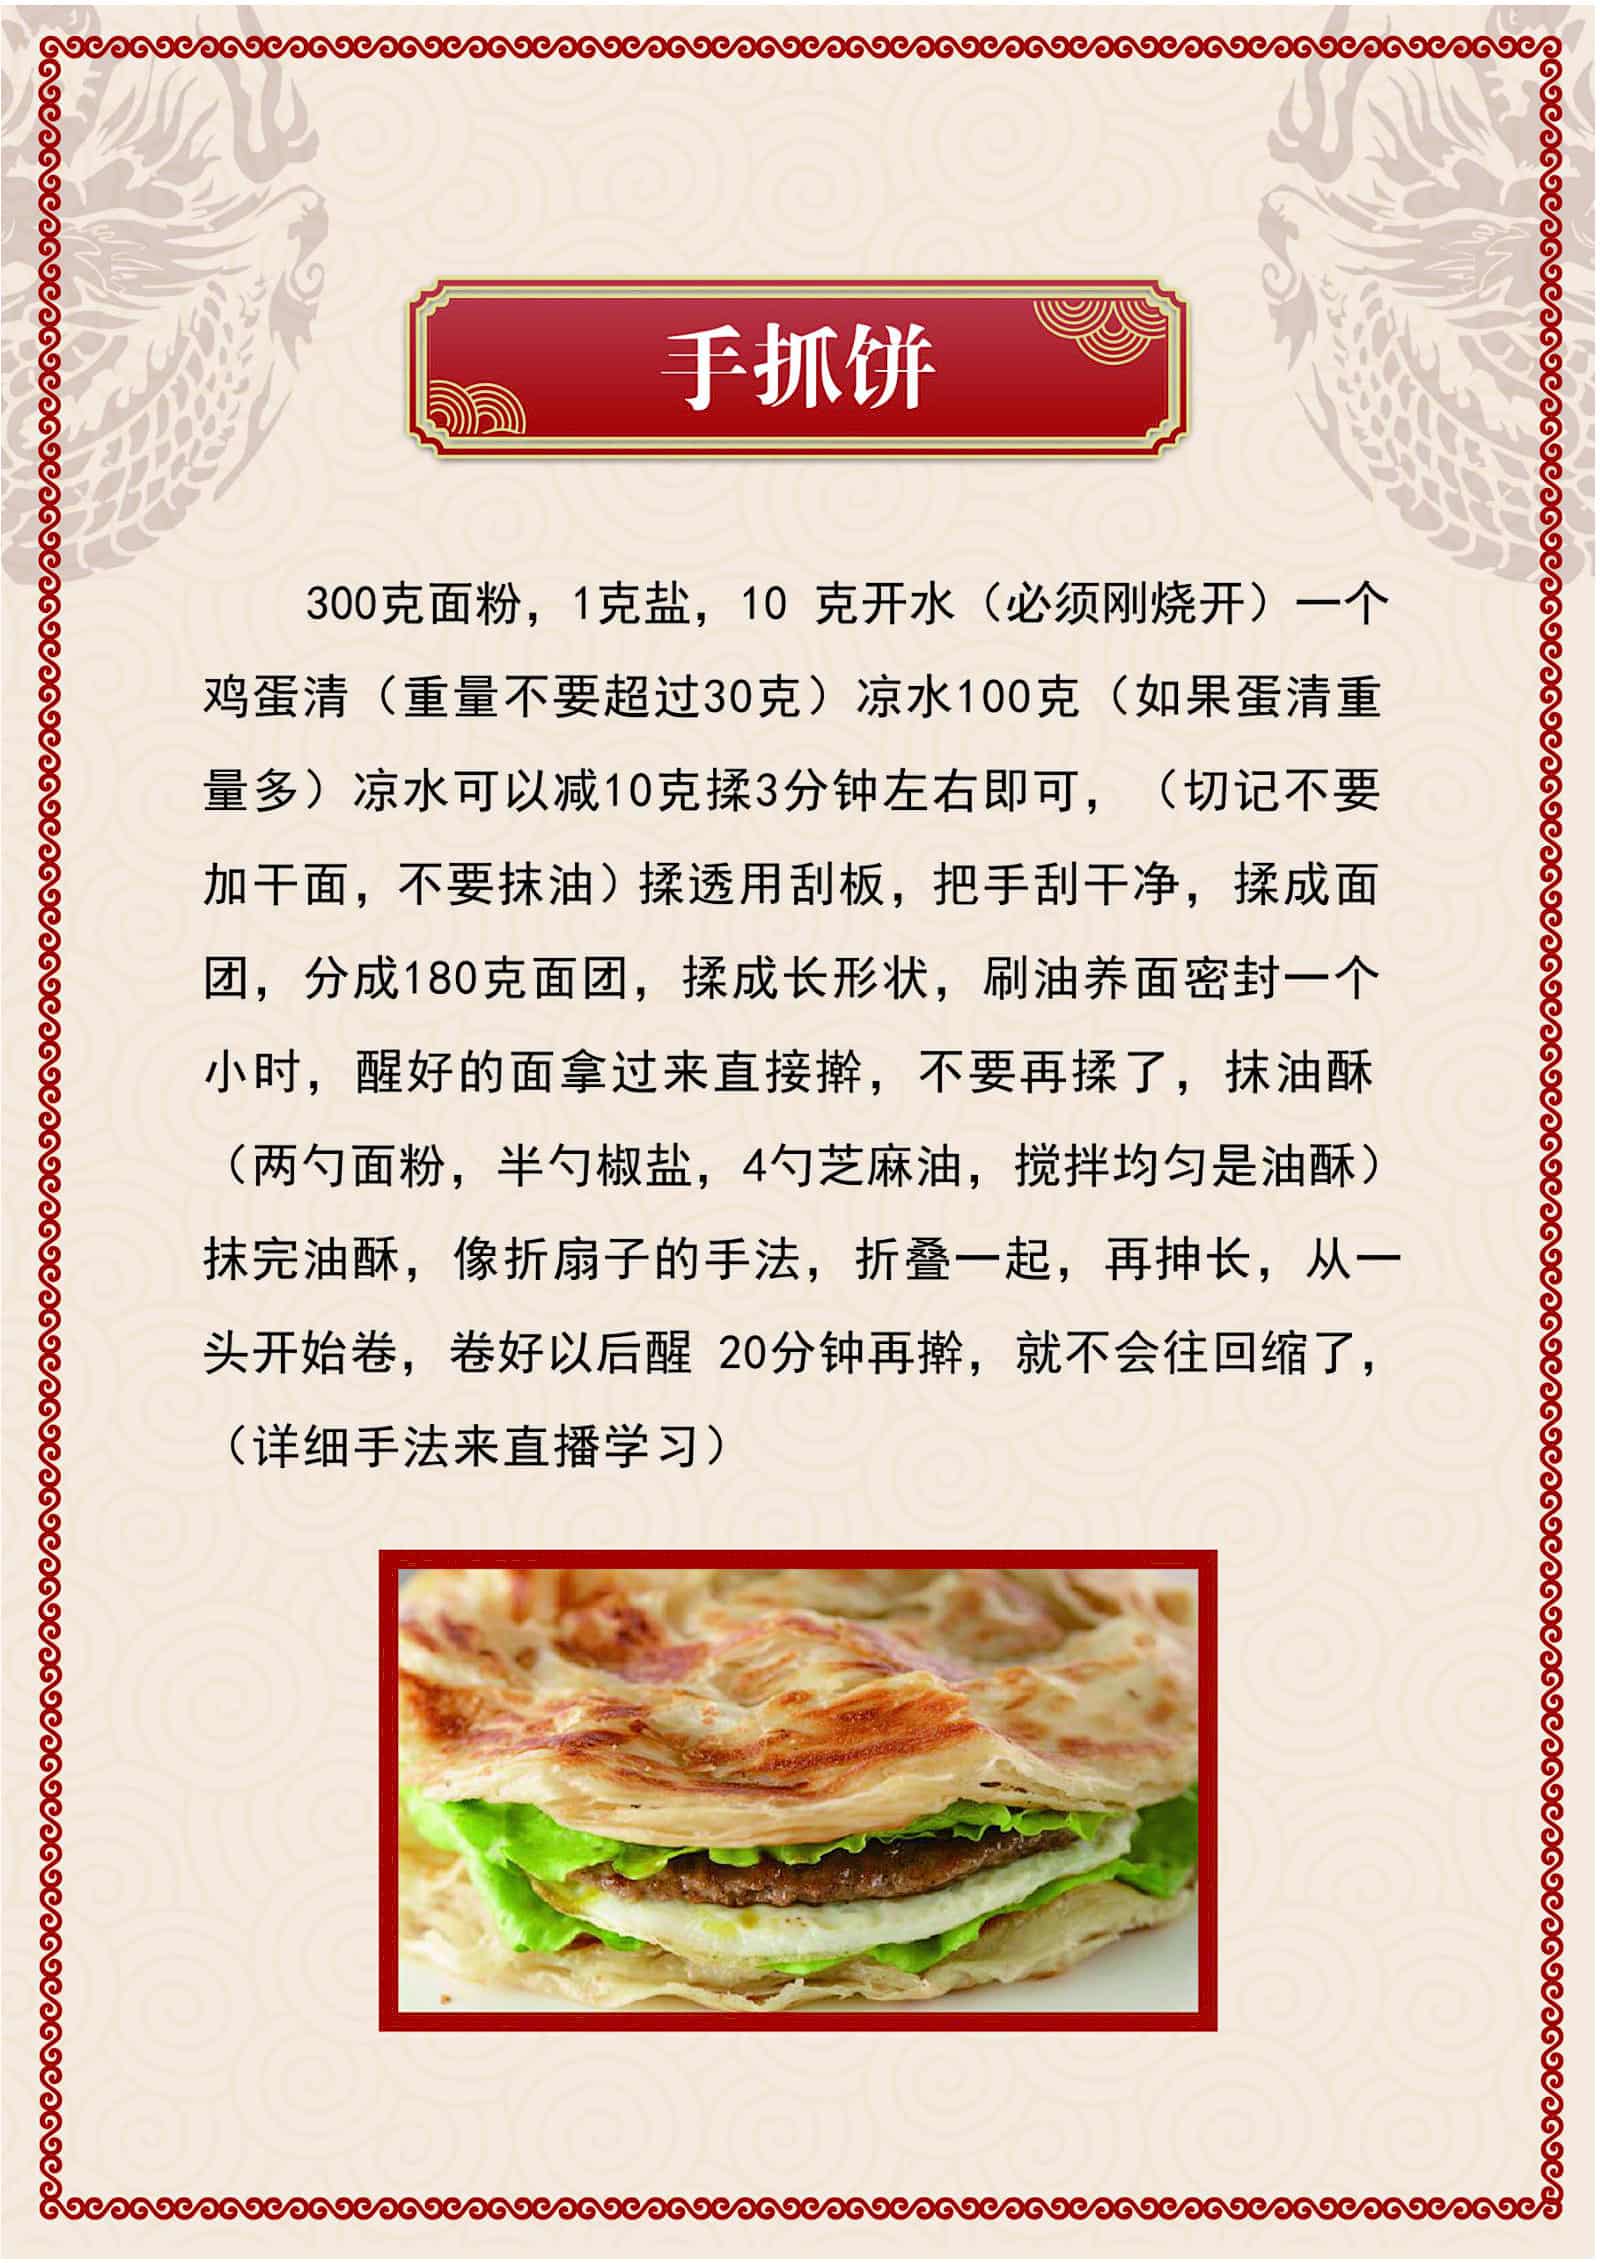 手抓饼
300克面粉，1克盐，10 克开水（必须刚烧开）一个
鸡蛋清（重量不要超过30克）凉水100克（如果蛋清重
量多）凉水可以减10克揉3分钟左右即可，（切记不要
加干面，不要抹油）揉透用刮板，把手刮干净，揉成面
团，分成180克面团，揉成长形状，刷油养面密封一个
小时，醒好的面拿过来直接擀，不要再揉了，抹油酥
（两勺面粉，半勺椒盐，4勺芝麻油，搅拌均匀是油酥）
抹完油酥，像折扇子的手法，折叠一起，再抻长，从一
头开始卷，卷好以后醒 20分钟再擀，就不会往回缩了，
（详细手法来直播学习）